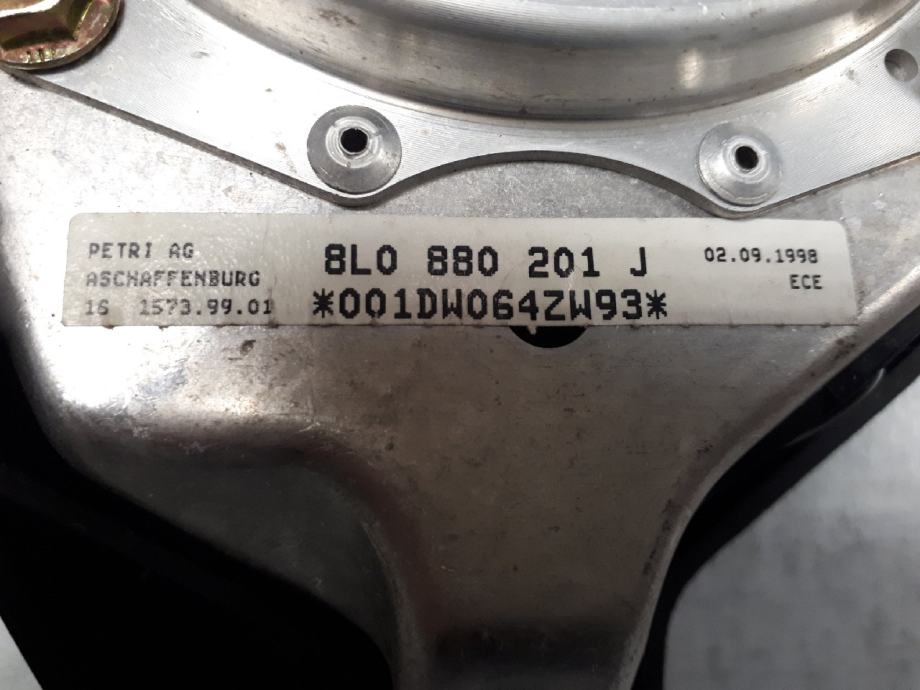 PETRI AG
ASCHAFFENBURG
16 1573.99.01
8L0 880 201 J
*001DW064ZW93*
02.09.1998
ECE